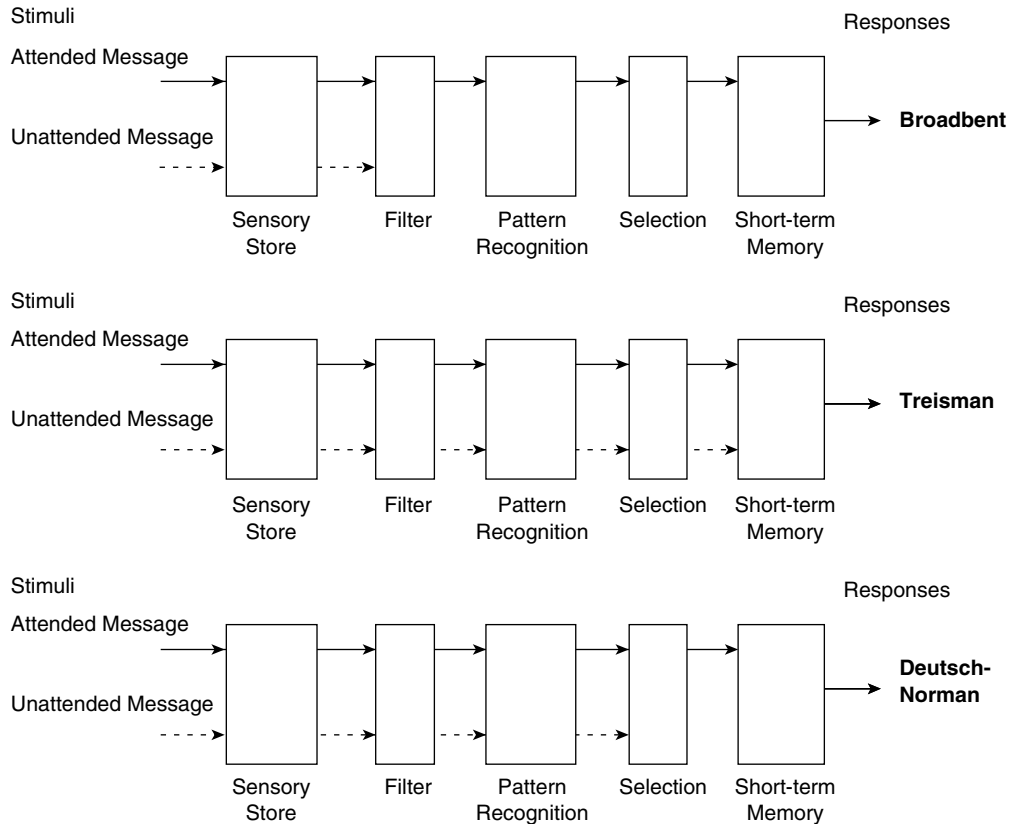 Stimuli
Responses
Attended Message
Unattended Message
Broadbent
Sensory
Store
Filter
Pattern
Recognition
Selection
Short-term
Memory
Stimuli
Responses
Attended Message
Unattended Message
Treisman
Sensory
Store
Filter
Pattern
Recognition
Selection
Short-term
Memory
Stimuli
Responses
Attended Message
Unattended Message
Deutsch-
Norman
Sensory
Store
Filter
Pattern
Recognition
Selection
Short-term
Memory